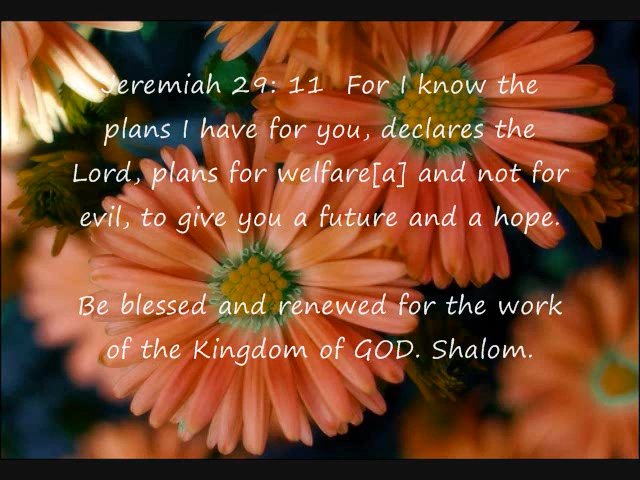 Jeremiah 29: 11  For I know the
plans I have for you, declares the
Lord, plans for welfare[a] and not for
evil, to give you a future and a hope.
Be blessed and renewed for the work
of the Kingdom of GOD. Shalom.